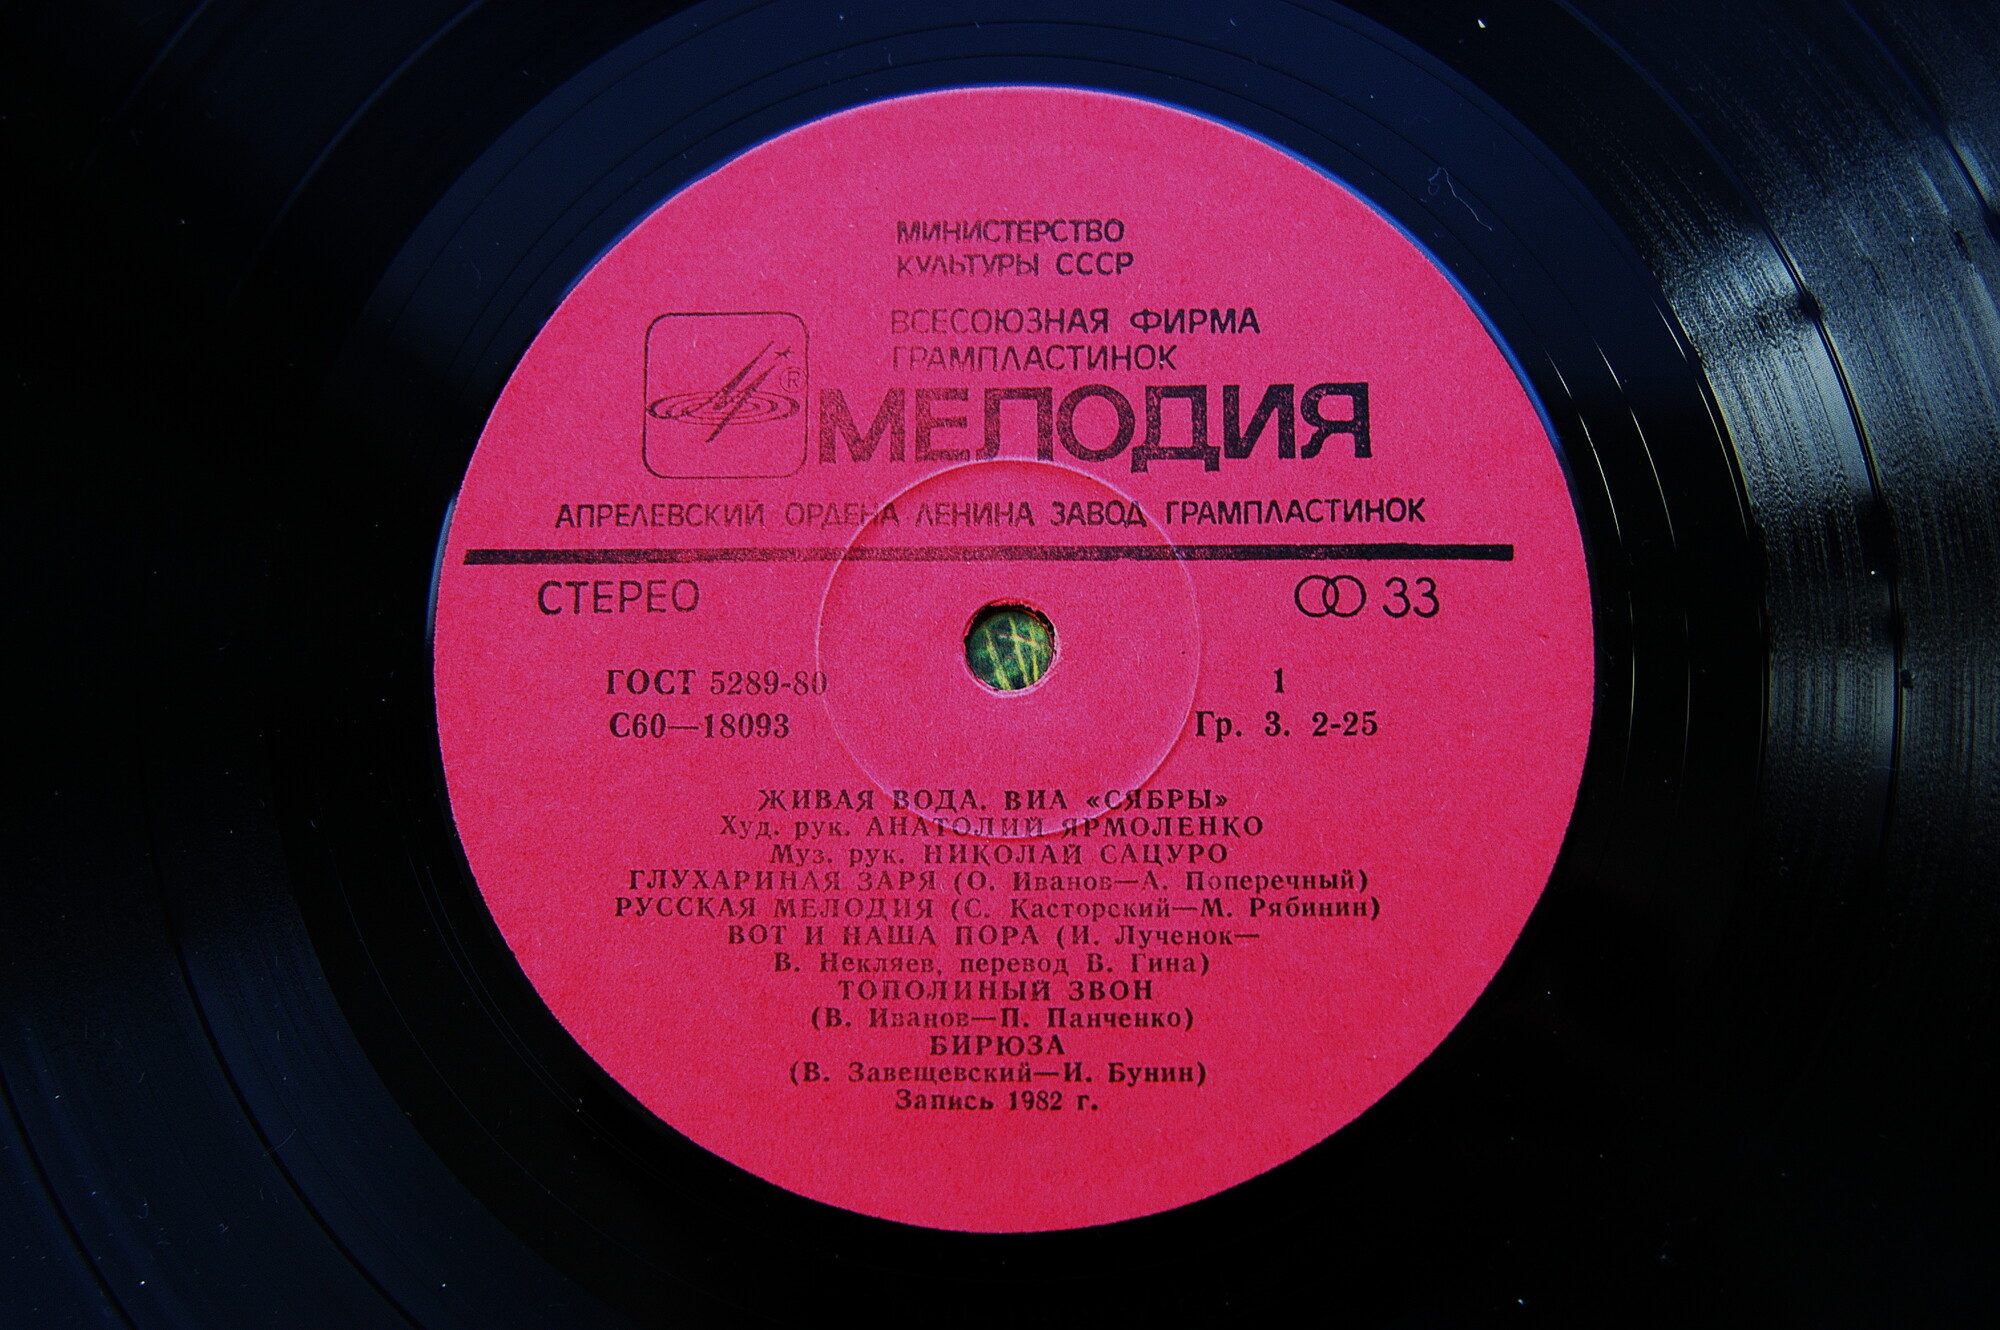 МИНИСТЕРСТВО
КУЛЬТУРЫ СССР
ВСЕСОЮЗНАЯ ФИРМА
ГРАМПЛАСТИНОК
®
МЕЛОДИЯ
АПРЕЛЕВСКИЙ ОРДЕНА ЛЕНИНА ЗАВОД ГРАМПЛАСТИНОК
СТЕРЕО
33
ГОСТ 5289-80
1
С60—18093
Гр. 3. 2-25
ЖИВАЯ ВОДА. ВИА «СЯБРЫ»
Худ. рук. АНАТОЛИЙ ЯРМОЛЕНКО
Муз. рук. НИКОЛАЙ САЦУРО
ГЛУХАРИНАЯ ЗАРЯ (О. Иванов—А. Поперечный)
РУССКАЯ МЕЛОДИЯ (С. Касторский—М. Рябинин)
ВОТ И НАША ПОРА (И. Лученок—
В. Некляев, перевод В. Гина)
ТОПОЛИНЫЙ ЗВОН
(В. Иванов—П. Панченко)
БИРЮЗА
(В. Завещевский—И. Бунин)
Запись 1982 г.